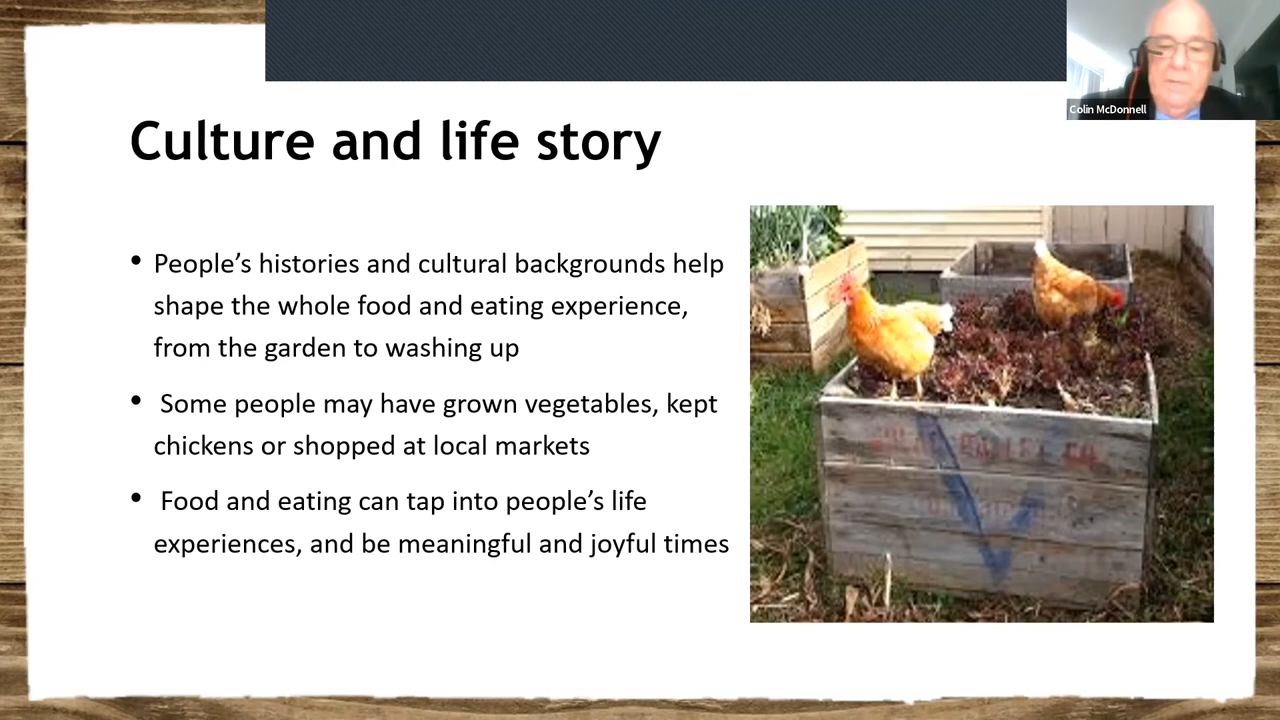 Colin McDonnell
Culture and life story
• People’s histories and cultural backgrounds help
shape the whole food and eating experience,
from the garden to washing up
• Some people may have grown vegetables, kept
chickens or shopped at local markets
• Food and eating can tap into people’s life
experiences, and be meaningful and joyful times